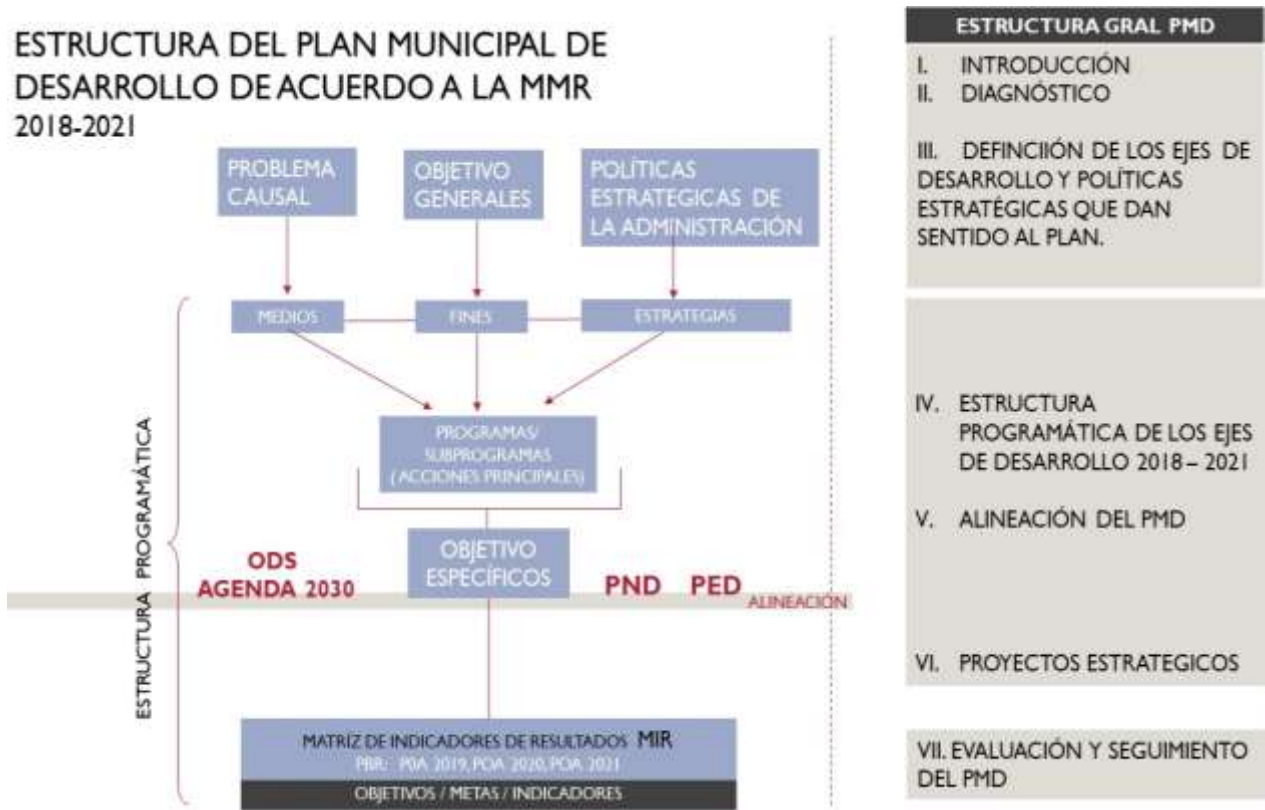 ESTRUCTURA DEL PLAN MUNICIPAL DE
DESARROLLO DE ACUERDO A LA MMR
2018-2021
PROBLEMA
CAUSAL
OBJETIVO
GENERALES
POLÍTICAS
ESTRATEGICAS DE
LA ADMINISTRACIÓN
MEDIOS
FINES
ESTRATEGIAS
PROGRAMAS/
SUBPROGRAMAS
( ACCIONES PRINCIPALES)
OBJETIVO
ESPECÍFICOS
ESTRUCTURA PROGRAMÁTICA
ODS
AGENDA 2030
PND PED
ALINEACIÓN
MATRÍZ DE INDICADORES DE RESULTADOS MIR
PBR: POA 2019, POA 2020, POA 2021
OBJETIVOS / METAS / INDICADORES
ESTRUCTURA GRAL PMD
I. INTRODUCCIÓN
II. DIAGNÓSTICO
III. DEFINCIIÓN DE LOS EJES DE
DESARROLLO Y POLÍTICAS
ESTRATÉGICAS QUE DAN
SENTIDO AL PLAN.
IV. ESTRUCTURA
PROGRAMÁTICA DE LOS EJES
DE DESARROLLO 2018 – 2021
V. ALINEACIÓN DEL PMD
VI. PROYECTOS ESTRATEGICOS
VII. EVALUACIÓN Y SEGUIMIENTO
DEL PMD